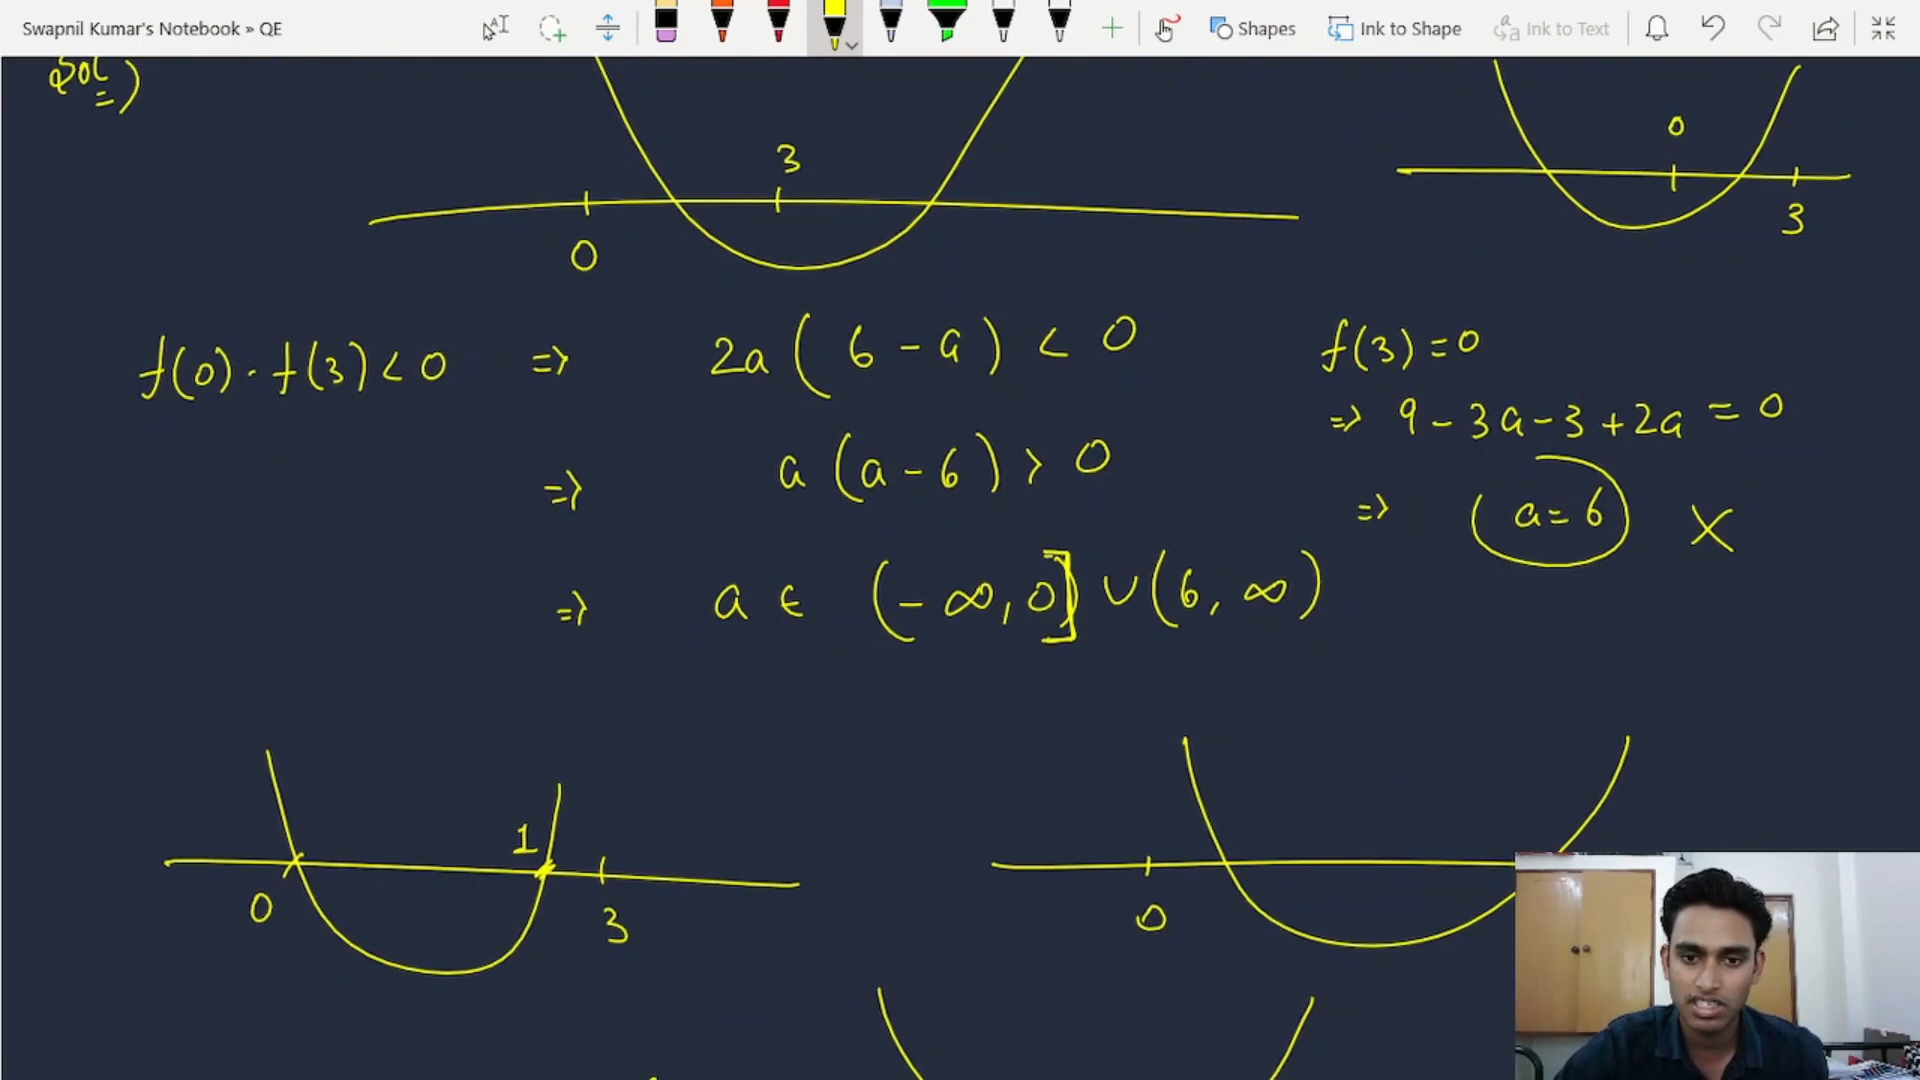 Swapnil Kumar's Notebook » QE
Shapes
Ink to Shape
Ink to Text
Sol)
3
0
0
3
f(0) · f(3) < 0 => 2a (6 - a) < 0
=> a (a - 6) > 0
=> a ∈ (-∞, 0] ∪ (6, ∞)
f(3) = 0
=> 9 - 3a - 3 + 2a = 0
=> (a = 6) X
1
0
3
0